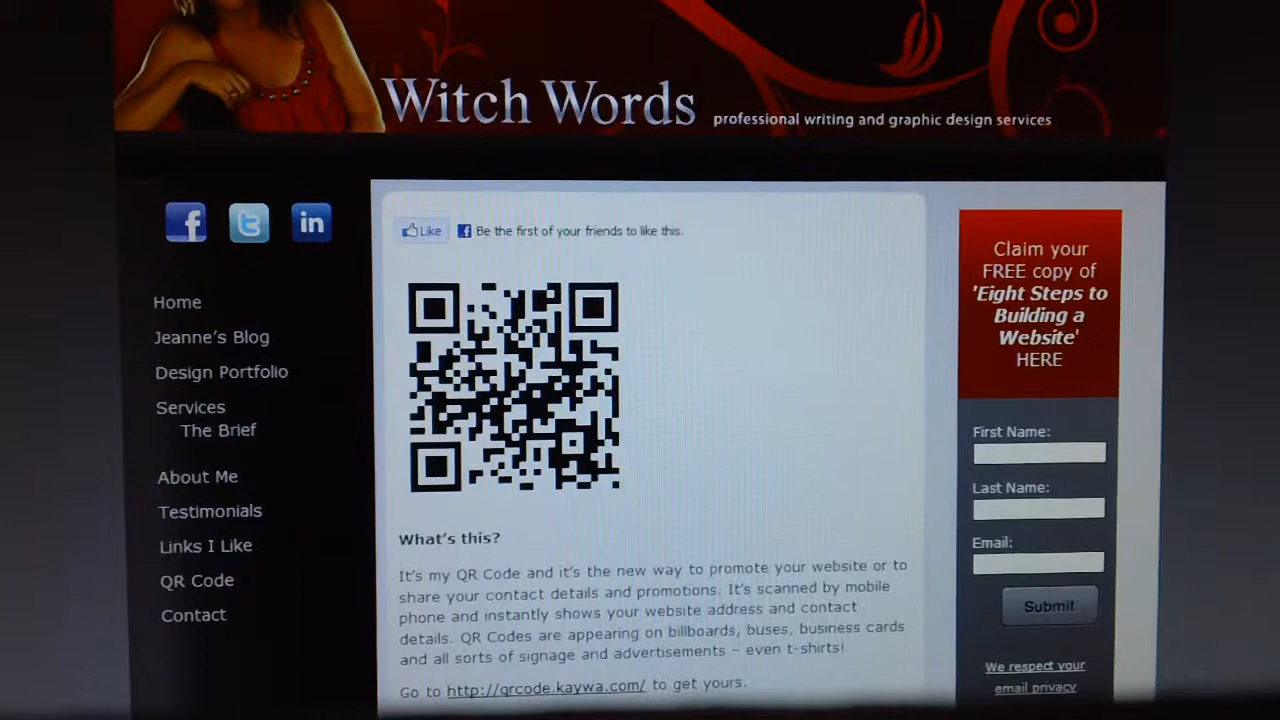 Witch Words
professional writing and graphic design services
Like
Be the first of your friends to like this.
Home
Jeanne's Blog
Design Portfolio
Services
The Brief
About Me
Testimonials
Links I Like
QR Code
Contact
What's this?
It's my QR Code and it's the new way to promote your website or to
share your contact details and promotions. It's scanned by mobile
phone and instantly shows your website address and contact
details. QR Codes are appearing on billboards, buses, business cards
and all sorts of signage and advertisements – even t-shirts!
Go to http://qrcode.kaywa.com/ to get yours.
Claim your
FREE copy of
'Eight Steps to
Building a
Website'
HERE
First Name:
Last Name:
Email:
Submit
We respect your
email privacy